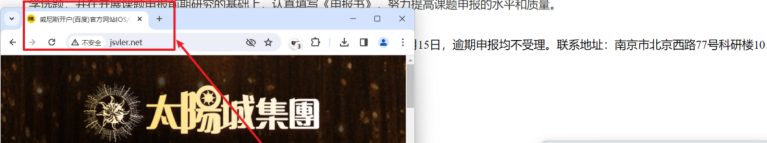 学选题，并在开展课题申报前期研究的基础上，认真填写《申报书》，努力提高课题申报的水平和质量。
威尼斯开户(百度)官方网站IOS/
不安全 jsvler.net
月15日，逾期申报均不受理。联系地址：南京市北京西路77号科研楼10
太陽城集團